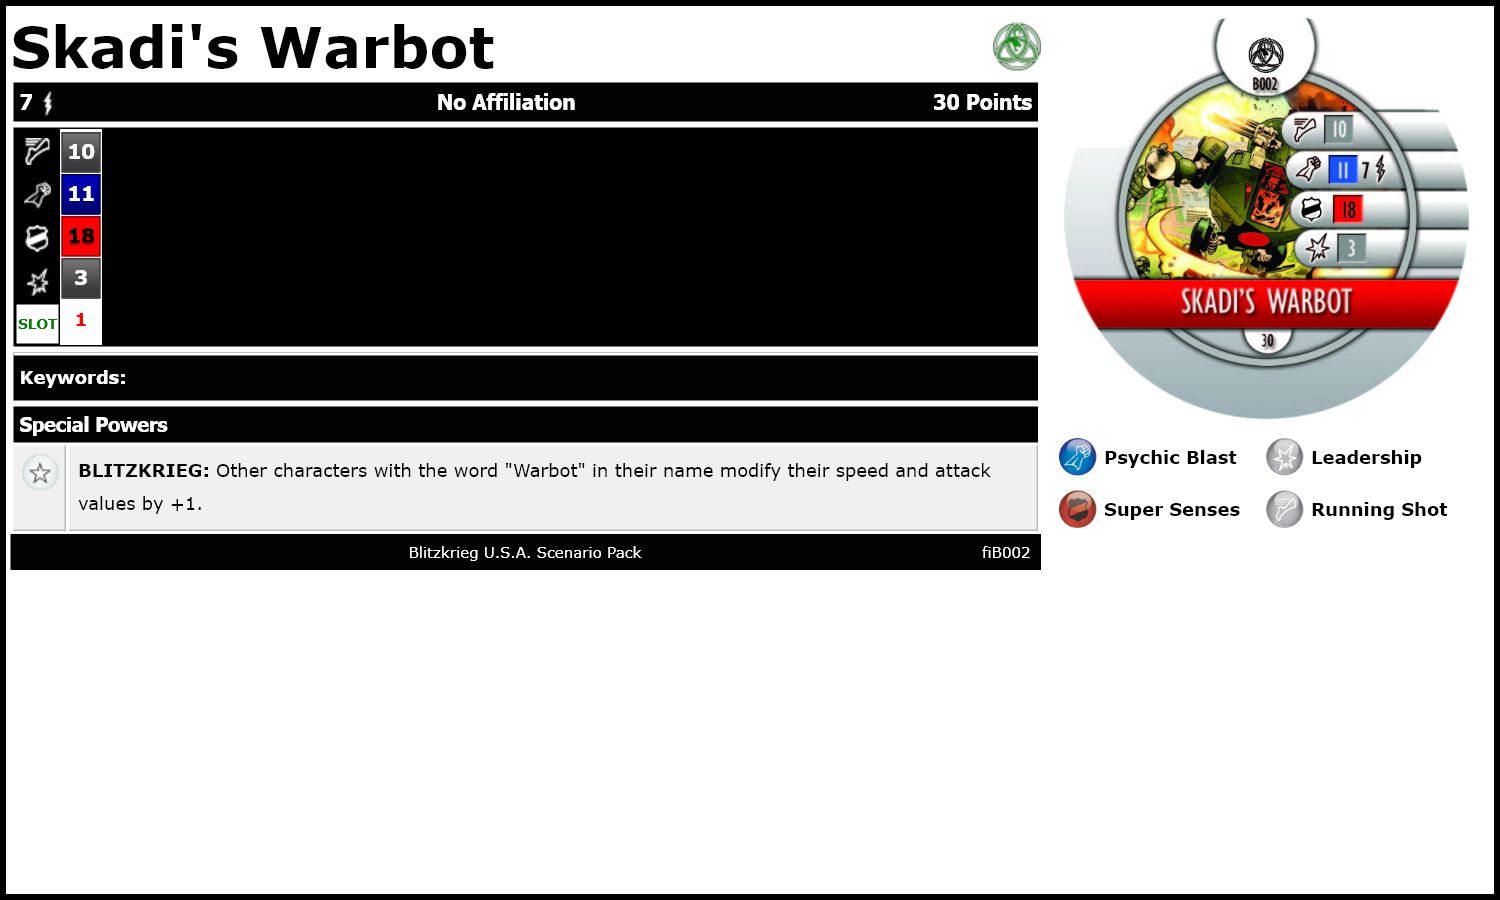 Skadi's Warbot
7 No Affiliation 30 Points
10
11
18
3
SLOT 1
Keywords:
Special Powers
BLITZKRIEG: Other characters with the word "Warbot" in their name modify their speed and attack
values by +1.
Blitzkrieg U.S.A. Scenario Pack fiB002
B002
10
11 7
18
3
SKADI'S WARBOT
30
Psychic Blast Leadership
Super Senses Running Shot